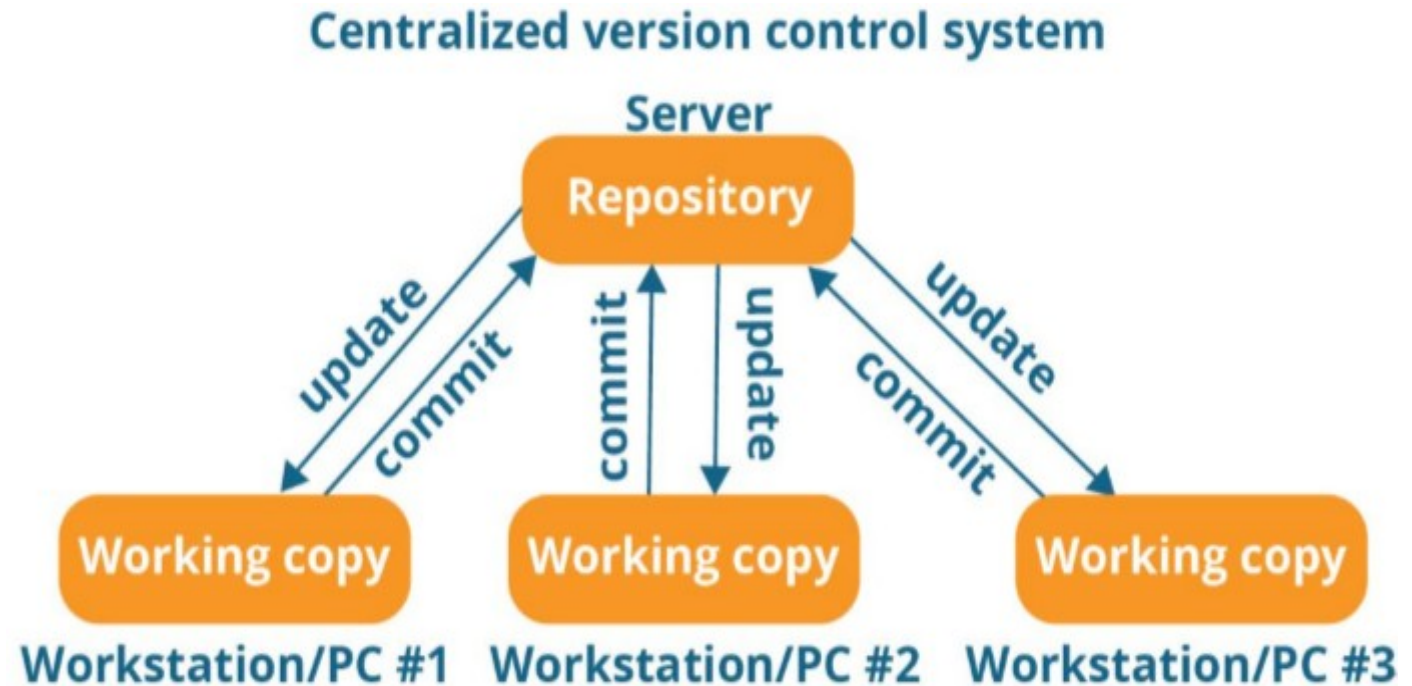 Centralized version control system
Server
Repository
update
commit
commit
update
update
commit
Working copy
Working copy
Working copy
Workstation/PC #1
Workstation/PC #2
Workstation/PC #3